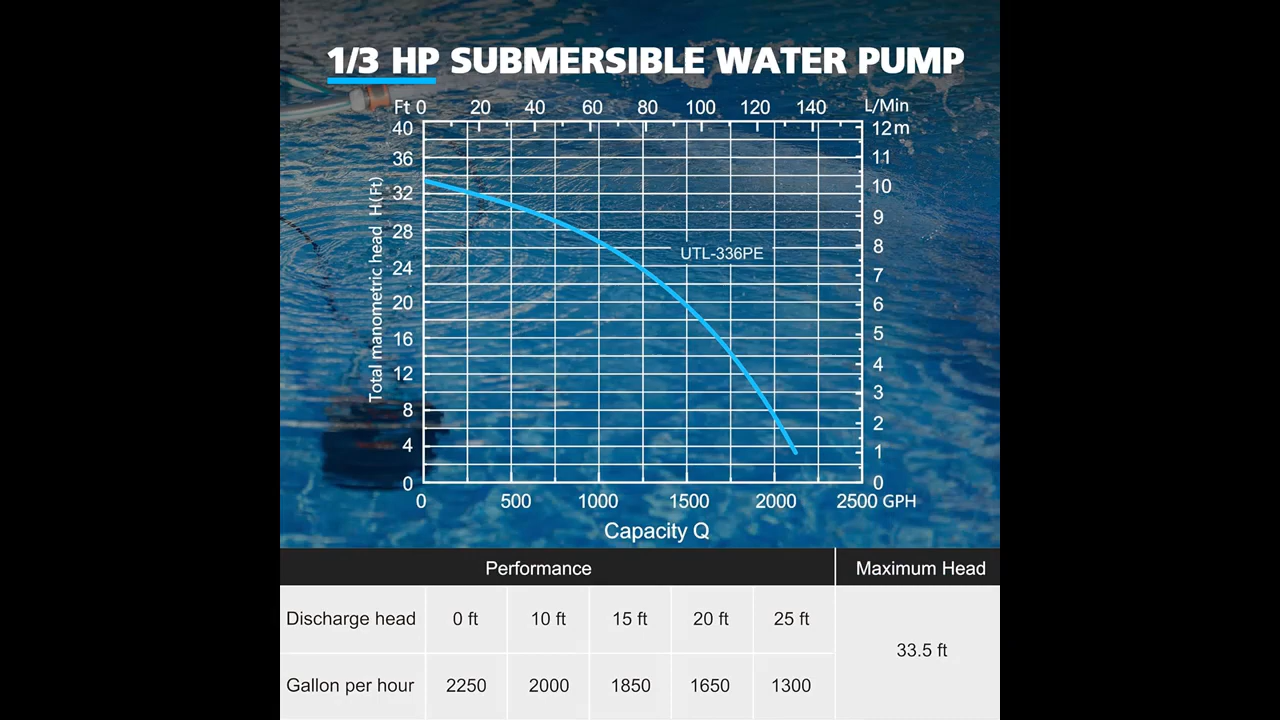 1/3 HP SUBMERSIBLE WATER PUMP
Ft 0 20 40 60 80 100 120 140 L/Min
40 12 m
36 11
32 10
28 9
24 8
20 7
16 6
12 5
8 4
4 3
0 2
1
0
Total manometric head H(Ft)
UTL-336PE
0 500 1000 1500 2000 2500 GPH
Capacity Q
Performance Maximum Head
Discharge head 0 ft 10 ft 15 ft 20 ft 25 ft
33.5 ft
Gallon per hour 2250 2000 1850 1650 1300